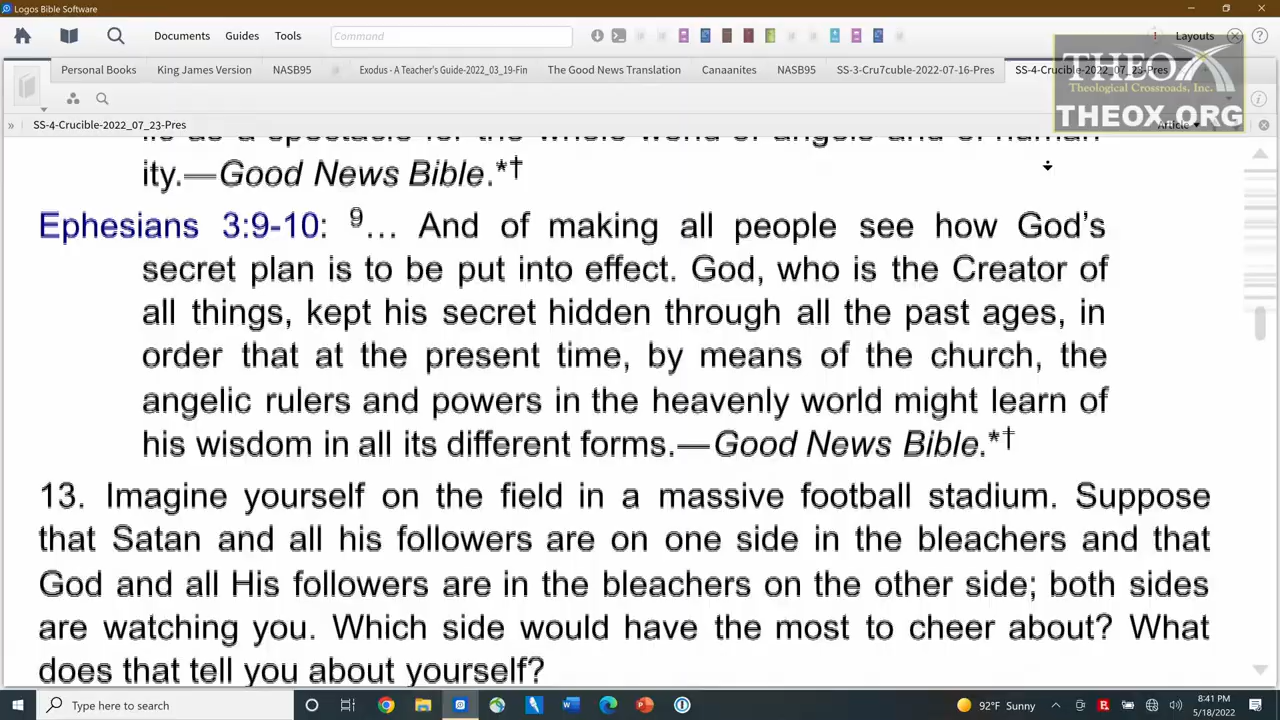 Logos Bible Software
Documents Guides Tools Command Layouts
Personal Books King James Version NASB95 The Good News Translation Canaanites NASB95 SS-3-Cru7cuble-2022-07-16-Pres SS-4-Crucible-2022_07_23-Pres
THEOX
Theological Crossroads, Inc.
THEOX.ORG
» SS-4-Crucible-2022_07_23-Pres Article
ity.—Good News Bible.*†
Ephesians 3:9-10: 9… And of making all people see how God’s
secret plan is to be put into effect. God, who is the Creator of
all things, kept his secret hidden through all the past ages, in
order that at the present time, by means of the church, the
angelic rulers and powers in the heavenly world might learn of
his wisdom in all its different forms.—Good News Bible.*†
13. Imagine yourself on the field in a massive football stadium. Suppose
that Satan and all his followers are on one side in the bleachers and that
God and all His followers are in the bleachers on the other side; both sides
are watching you. Which side would have the most to cheer about? What
does that tell you about yourself?
Type here to search 92°F Sunny 8:41 PM
5/18/2022